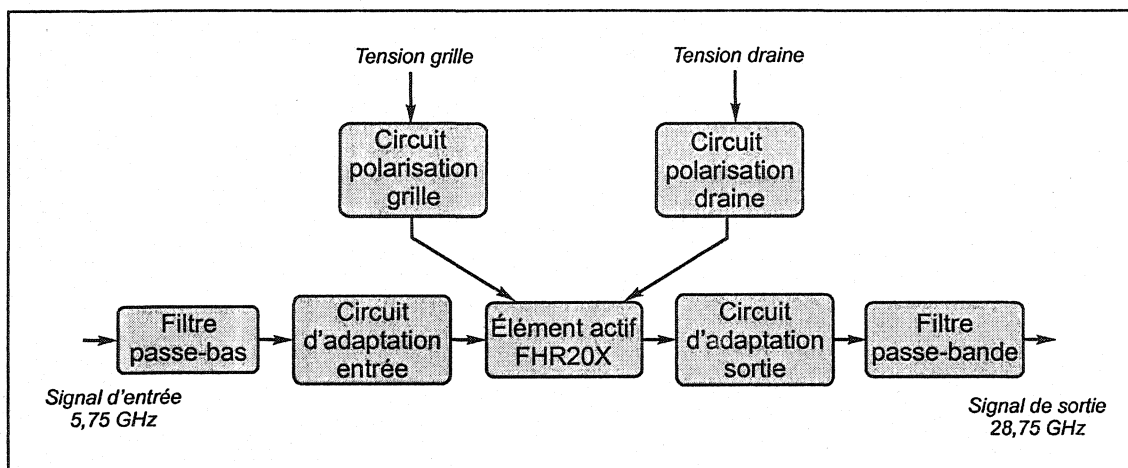 Tension grille
Tension draine
Circuit
polarisation
grille
Circuit
polarisation
draine
Filtre
passe-bas
Circuit
d'adaptation
entrée
Élément actif
FHR20X
Circuit
d'adaptation
sortie
Filtre
passe-bande
Signal d'entrée
5,75 GHz
Signal de sortie
28,75 GHz